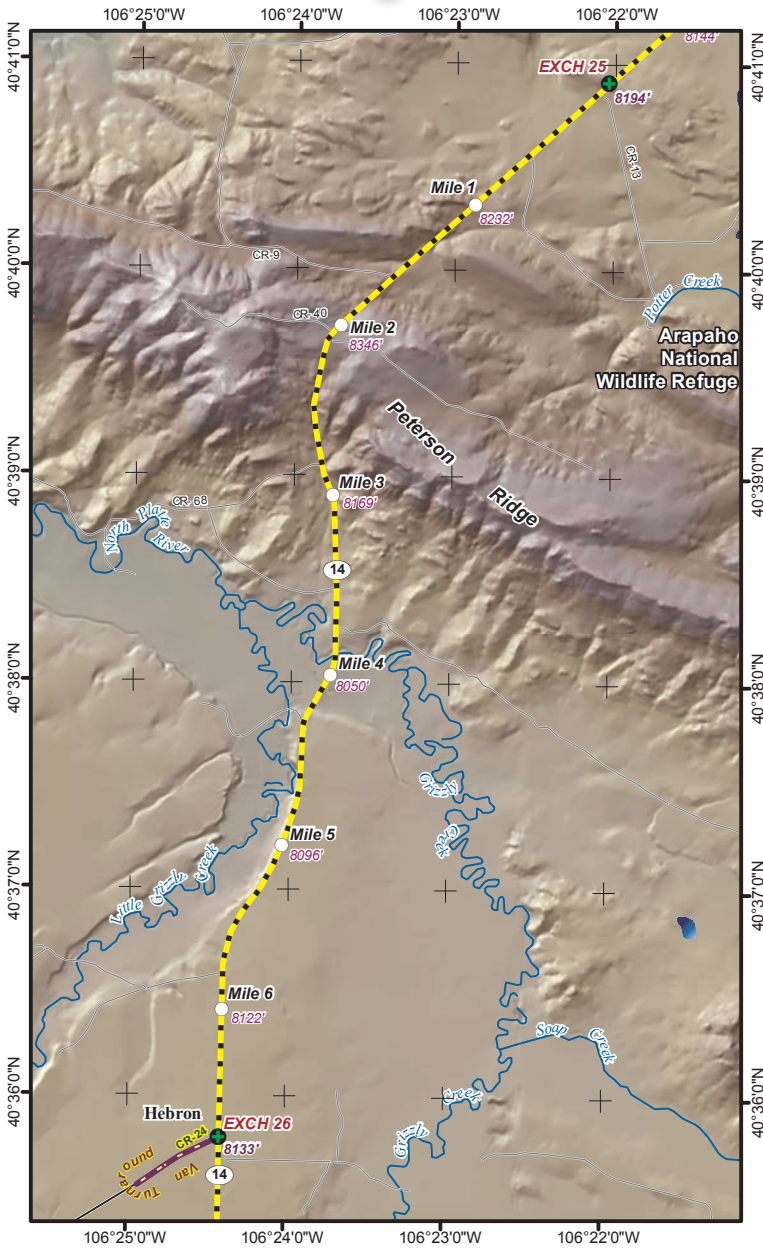 106°25'0"W 106°24'0"W 106°23'0"W 106°22'0"W
40°41'0"N
40°41'0"N
8144'
EXCH 25
8194'
CR-13
Mile 1
8232'
CR-9
40°40'0"N
40°40'0"N
Potter Creek
CR-40
Mile 2
8346'
Arapaho
National
Wildlife Refuge
Peterson
Ridge
40°39'0"N
40°39'0"N
Mile 3
8169'
CR- 68
North Platte
River
14
40°38'0"N
40°38'0"N
Mile 4
8050'
Grizzly
Creek
Mile 5
8096'
Little Grizzly Creek
40°37'0"N
40°37'0"N
Mile 6
8122'
Soap Creek
40°36'0"N
40°36'0"N
Hebron
EXCH 26
8133'
CR-24
Van
Turnaround
Grizzly Creek
14
106°25'0"W 106°24'0"W 106°23'0"W 106°22'0"W